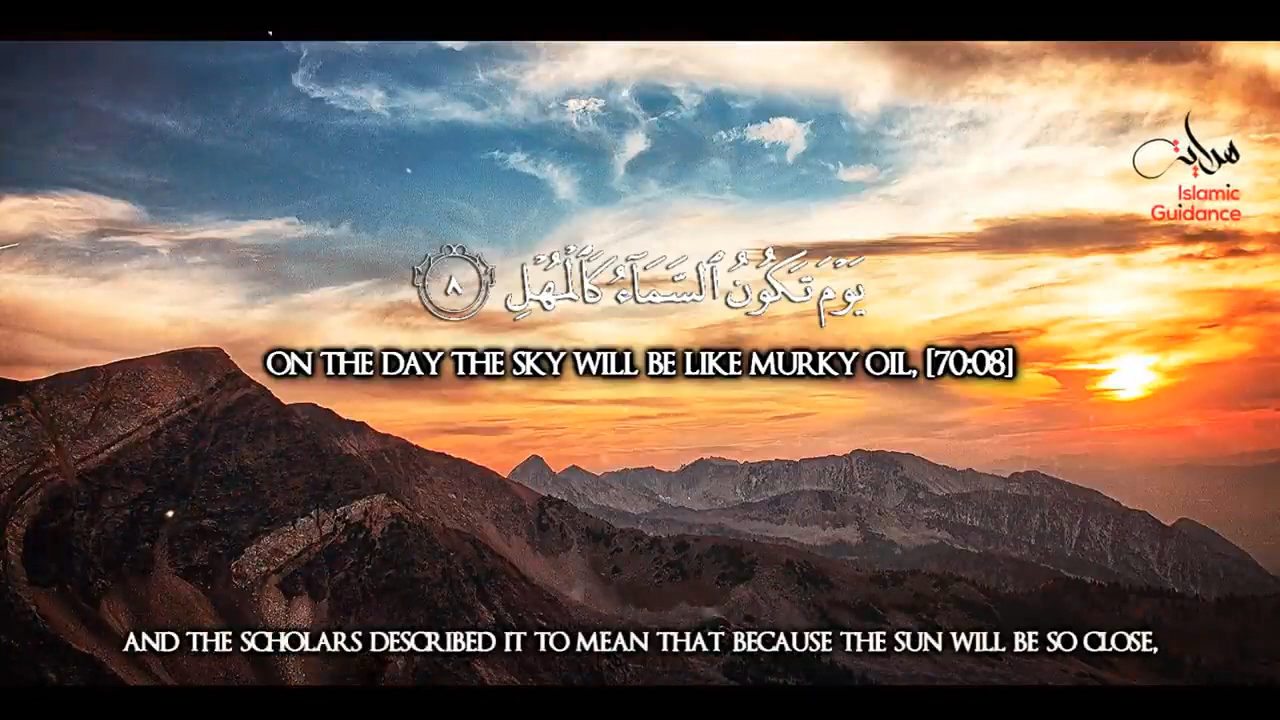 هداية
Islamic
Guidance
يَوْمَ تَكُونُ ٱلسَّمَآءُ كَٱلْمُهْلِ ٨
ON THE DAY THE SKY WILL BE LIKE MURKY OIL, [70:08]
AND THE SCHOLARS DESCRIBED IT TO MEAN THAT BECAUSE THE SUN WILL BE SO CLOSE,